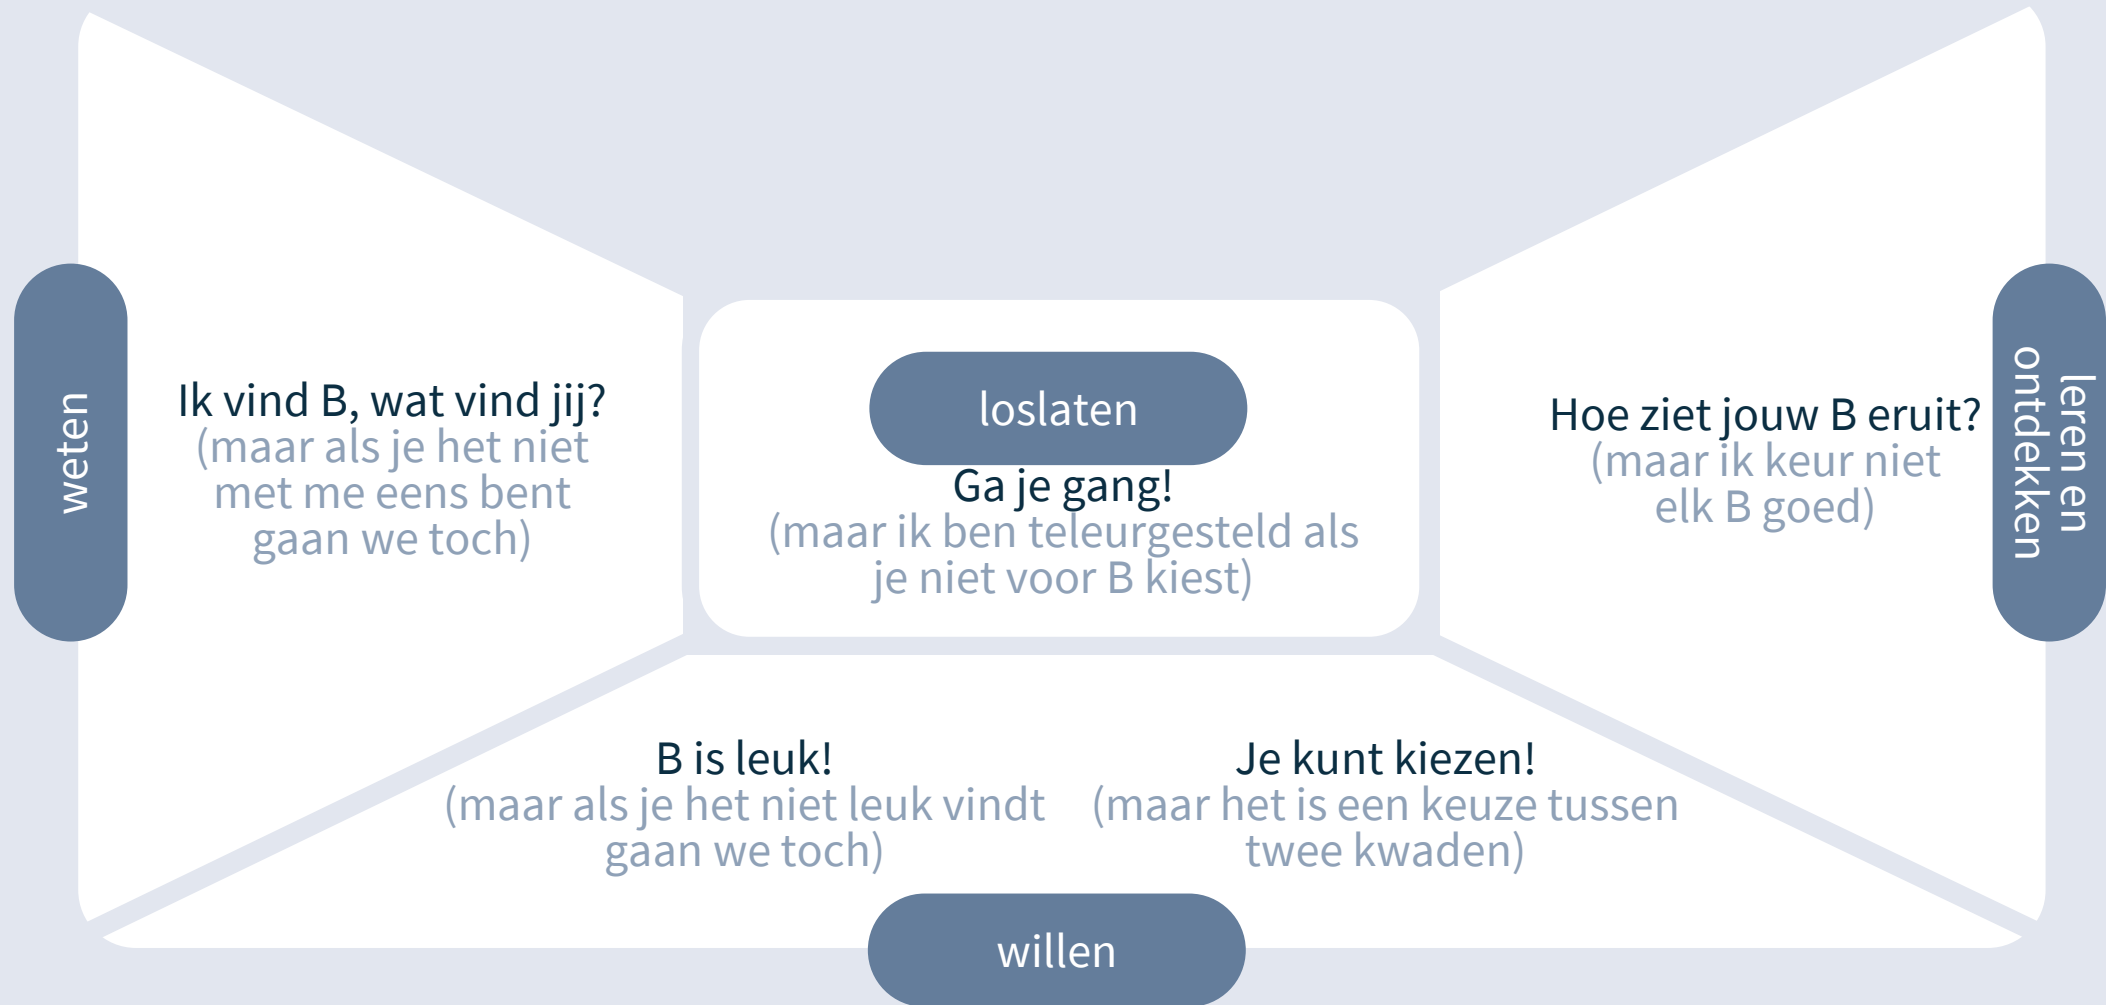 weten
Ik vind B, wat vind jij?
(maar als je het niet
met me eens bent
gaan we toch)
loslaten
Ga je gang!
(maar ik ben teleurgesteld als
je niet voor B kiest)
Hoe ziet jouw B eruit?
(maar ik keur niet
elk B goed)
leren en
ontdekken
B is leuk!
(maar als je het niet leuk vindt
gaan we toch)
Je kunt kiezen!
(maar het is een keuze tussen
twee kwaden)
willen